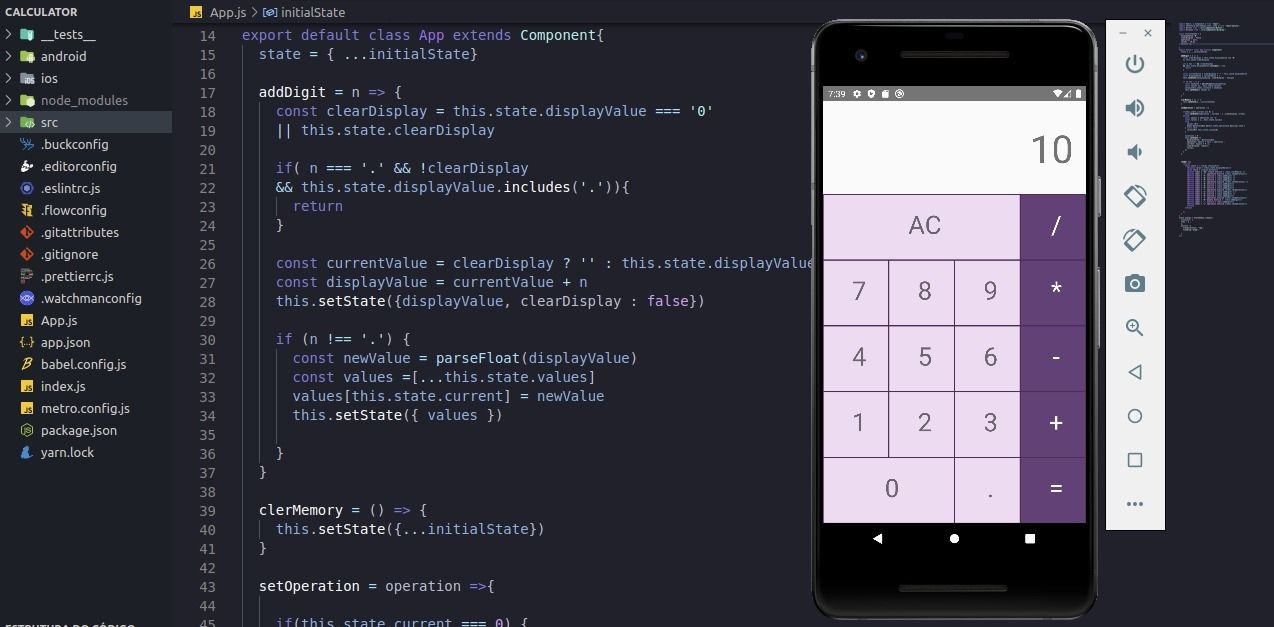 CALCULATOR
__tests__
android
ios
node_modules
src
.buckconfig
.editorconfig
.eslintrc.js
.flowconfig
.gitattributes
.gitignore
.prettierrc.js
.watchmanconfig
App.js
app.json
babel.config.js
index.js
metro.config.js
package.json
yarn.lock
ESTRUTURA DO CÓDIGO
JS App.js > initialState
14 export default class App extends Component{
15 state = { ...initialState}
16
17 addDigit = n => {
18 const clearDisplay = this.state.displayValue === '0'
19 || this.state.clearDisplay
20
21 if( n === '.' && !clearDisplay
22 && this.state.displayValue.includes('.')){
23 return
24 }
25
26 const currentValue = clearDisplay ? '' : this.state.displayValue
27 const displayValue = currentValue + n
28 this.setState({displayValue, clearDisplay : false})
29
30 if (n !== '.') {
31 const newValue = parseFloat(displayValue)
32 const values =[...this.state.values]
33 values[this.state.current] = newValue
34 this.setState({ values })
35
36 }
37 }
38
39 clerMemory = () => {
40 this.setState({...initialState})
41 }
42
43 setOperation = operation =>{
44
45 if(this.state.current === 0) {
7:39
10
AC /
7 8 9 *
4 5 6 -
1 2 3 +
0 . =